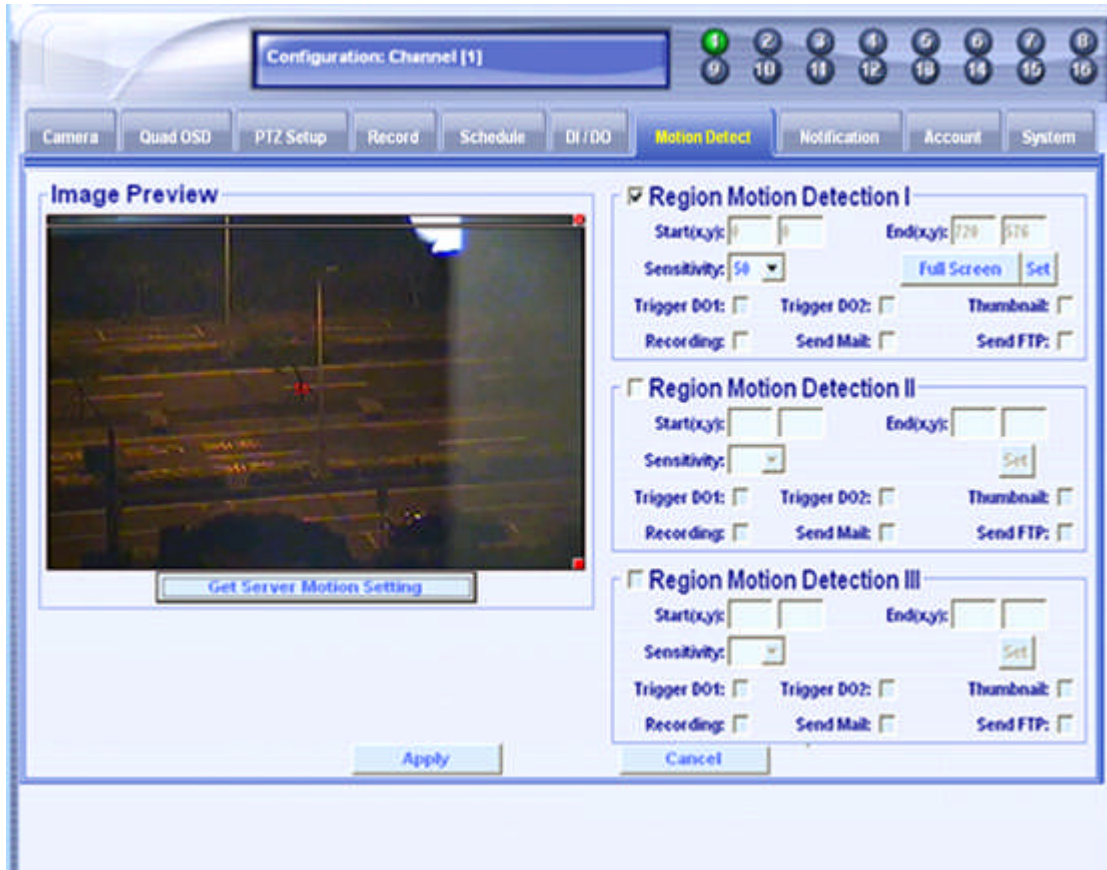 Configuration: Channel [1]
1 2 3 4 5 6 7 8
9 10 11 12 13 14 15 16
Camera Quad OSD PTZ Setup Record Schedule DI / DO Motion Detect Notification Account System
Image Preview
Get Server Motion Setting
Region Motion Detection I
Start(x,y): 0 0 End(x,y): 720 576
Sensitivity: 50 Full Screen Set
Trigger DO1: Trigger DO2: Thumbnail:
Recording: Send Mail: Send FTP:
Region Motion Detection II
Start(x,y): End(x,y):
Sensitivity: Set
Trigger DO1: Trigger DO2: Thumbnail:
Recording: Send Mail: Send FTP:
Region Motion Detection III
Start(x,y): End(x,y):
Sensitivity: Set
Trigger DO1: Trigger DO2: Thumbnail:
Recording: Send Mail: Send FTP:
Apply Cancel